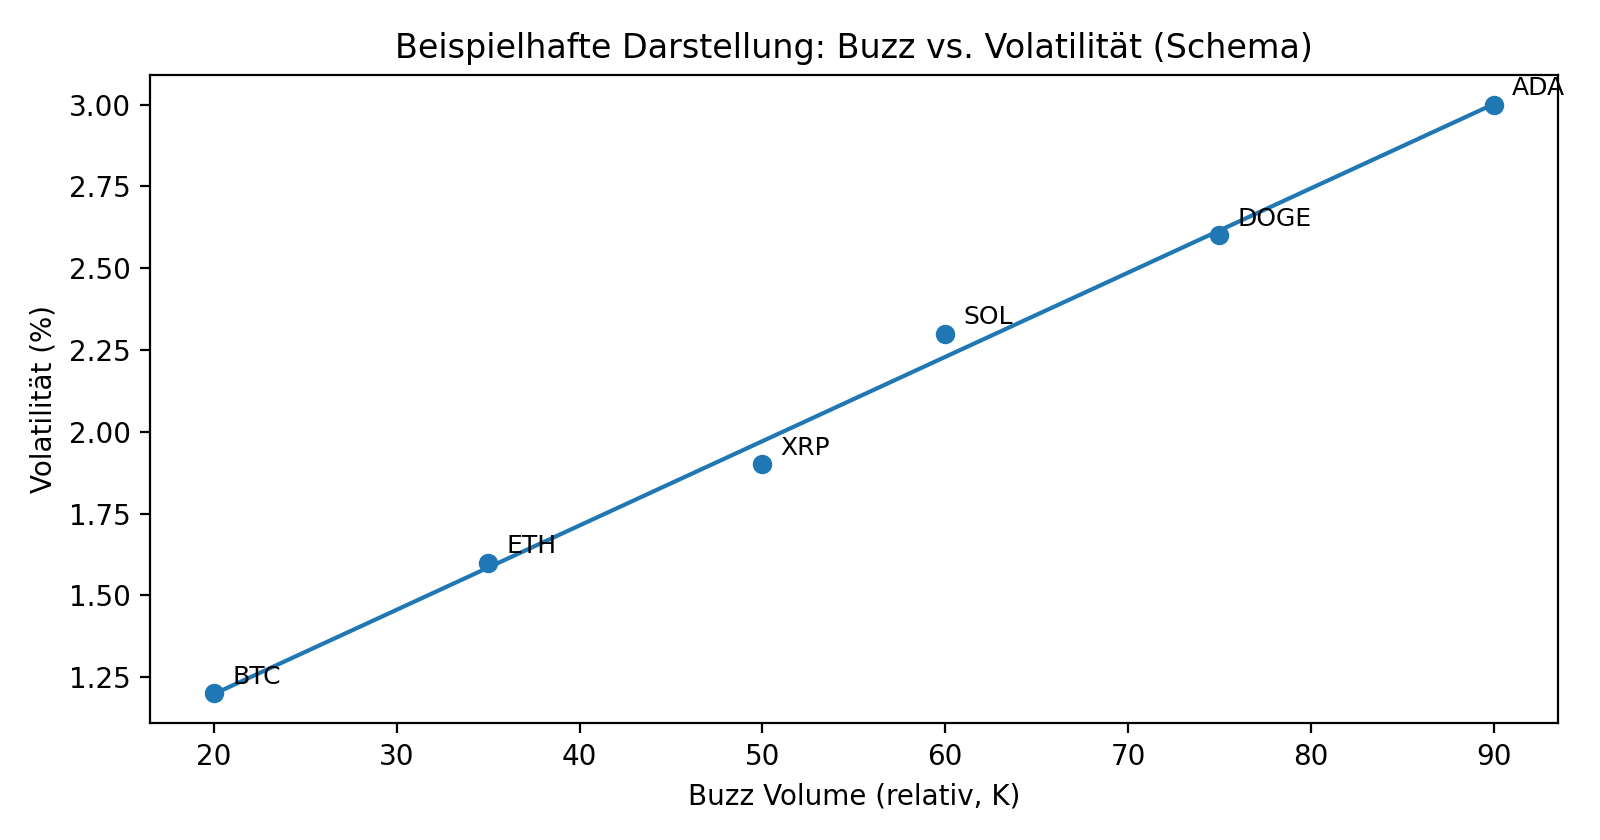 Beispielhafte Darstellung: Buzz vs. Volatilität (Schema)
ADA
3.00
2.75
DOGE
2.50
SOL
2.25
Volatilität (%)
2.00
XRP
1.75
ETH
1.50
BTC
1.25
20 30 40 50 60 70 80 90
Buzz Volume (relativ, K)